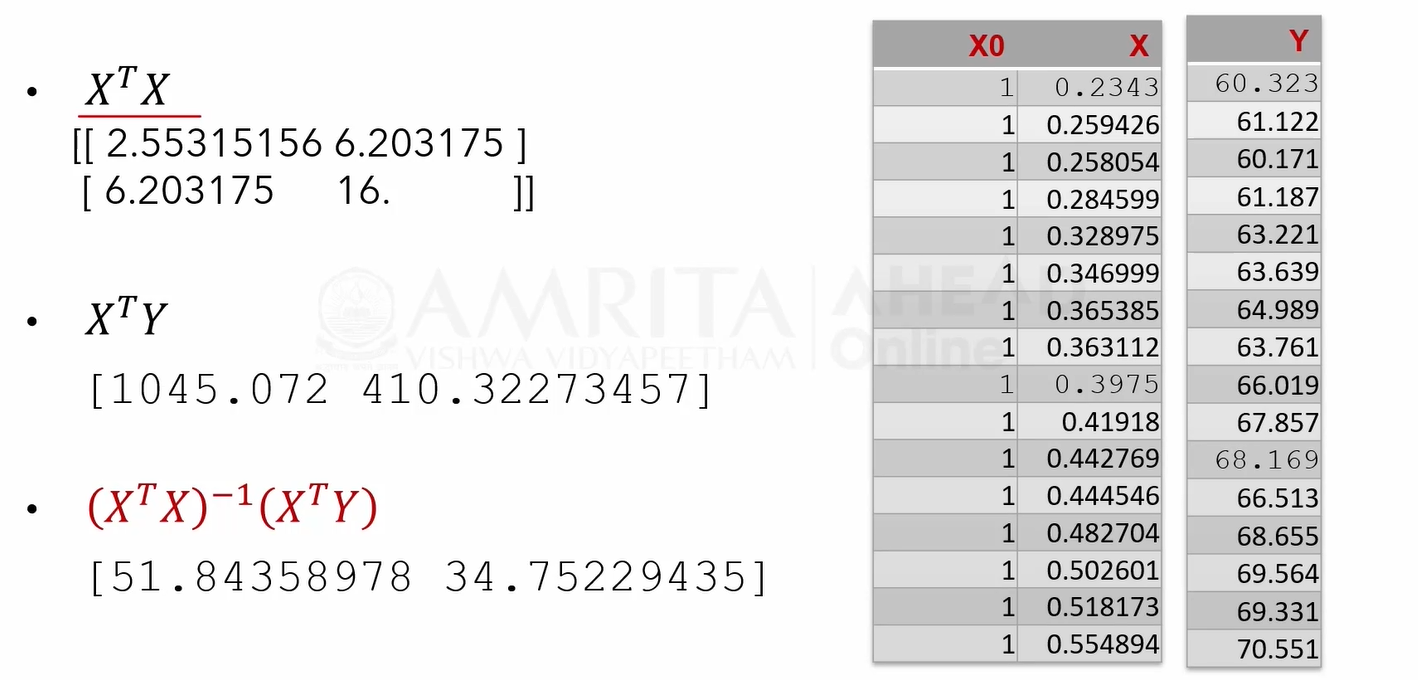 • XᵀX
[[ 2.55315156 6.203175 ]
[ 6.203175 16. ]]
• XᵀY
[1045.072 410.32273457]
• (XᵀX)⁻¹(XᵀY)
[51.84358978 34.75229435]
AMRITA
VISHWA VIDYAPEETHAM
AHEAD
Online
X0 X Y
1 0.2343 60.323
1 0.259426 61.122
1 0.258054 60.171
1 0.284599 61.187
1 0.328975 63.221
1 0.346999 63.639
1 0.365385 64.989
1 0.363112 63.761
1 0.3975 66.019
1 0.41918 67.857
1 0.442769 68.169
1 0.444546 66.513
1 0.482704 68.655
1 0.502601 69.564
1 0.518173 69.331
1 0.554894 70.551